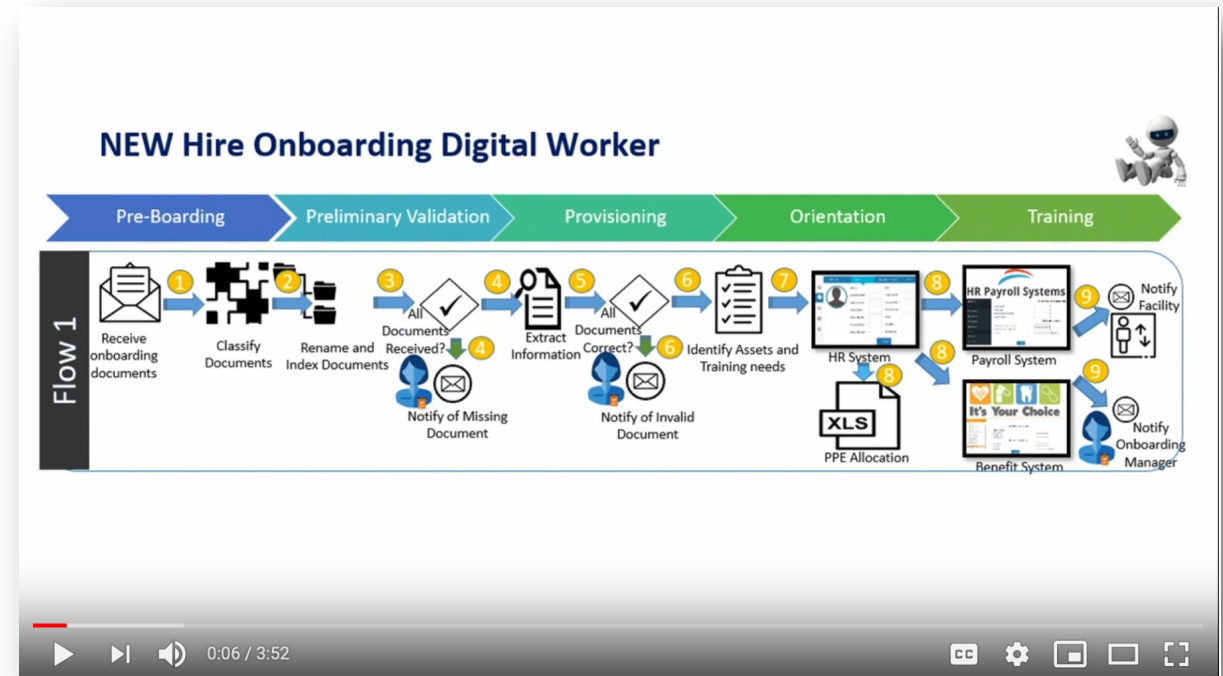 NEW Hire Onboarding Digital Worker
Pre-Boarding
Preliminary Validation
Provisioning
Orientation
Training
Flow 1
1
Receive
onboarding
documents
Classify
Documents
2
Rename and
Index Documents
3
All
Documents
Received?
4
Notify of Missing
Document
4
Extract
Information
5
All
Documents
Correct?
6
Notify of Invalid
Document
6
Identify Assets and
Training needs
7
HR System
8
XLS
PPE Allocation
8
HR Payroll Systems
Payroll System
8
It's Your Choice
Benefit System
9
Notify
Facility
9
Notify
Onboarding
Manager
0:06 / 3:52
CC